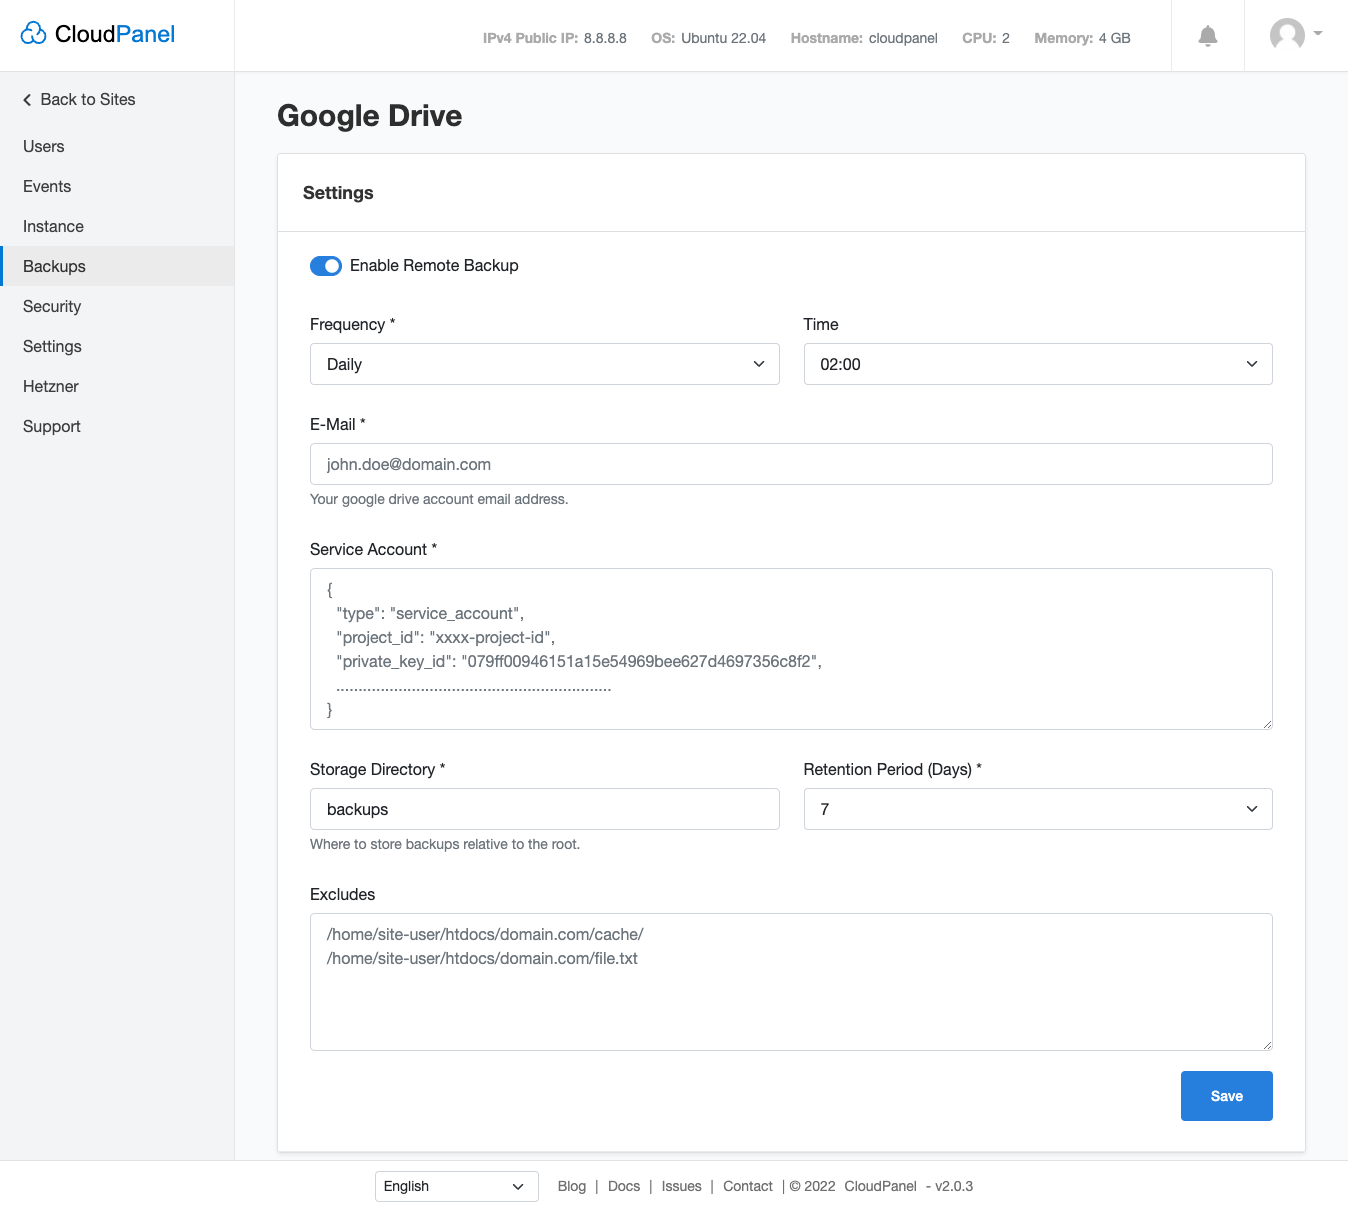 CloudPanel
IPv4 Public IP: 8.8.8.8 OS: Ubuntu 22.04 Hostname: cloudpanel CPU: 2 Memory: 4 GB
Back to Sites
Users
Events
Instance
Backups
Security
Settings
Hetzner
Support
Google Drive
Settings
Enable Remote Backup
Frequency * Time
Daily 02:00
E-Mail *
john.doe@domain.com
Your google drive account email address.
Service Account *
{
"type": "service_account",
"project_id": "xxxx-project-id",
"private_key_id": "079ff00946151a15e54969bee627d4697356c8f2",
..............................................................
}
Storage Directory * Retention Period (Days) *
backups 7
Where to store backups relative to the root.
Excludes
/home/site-user/htdocs/domain.com/cache/
/home/site-user/htdocs/domain.com/file.txt
Save
English Blog | Docs | Issues | Contact | © 2022 CloudPanel - v2.0.3